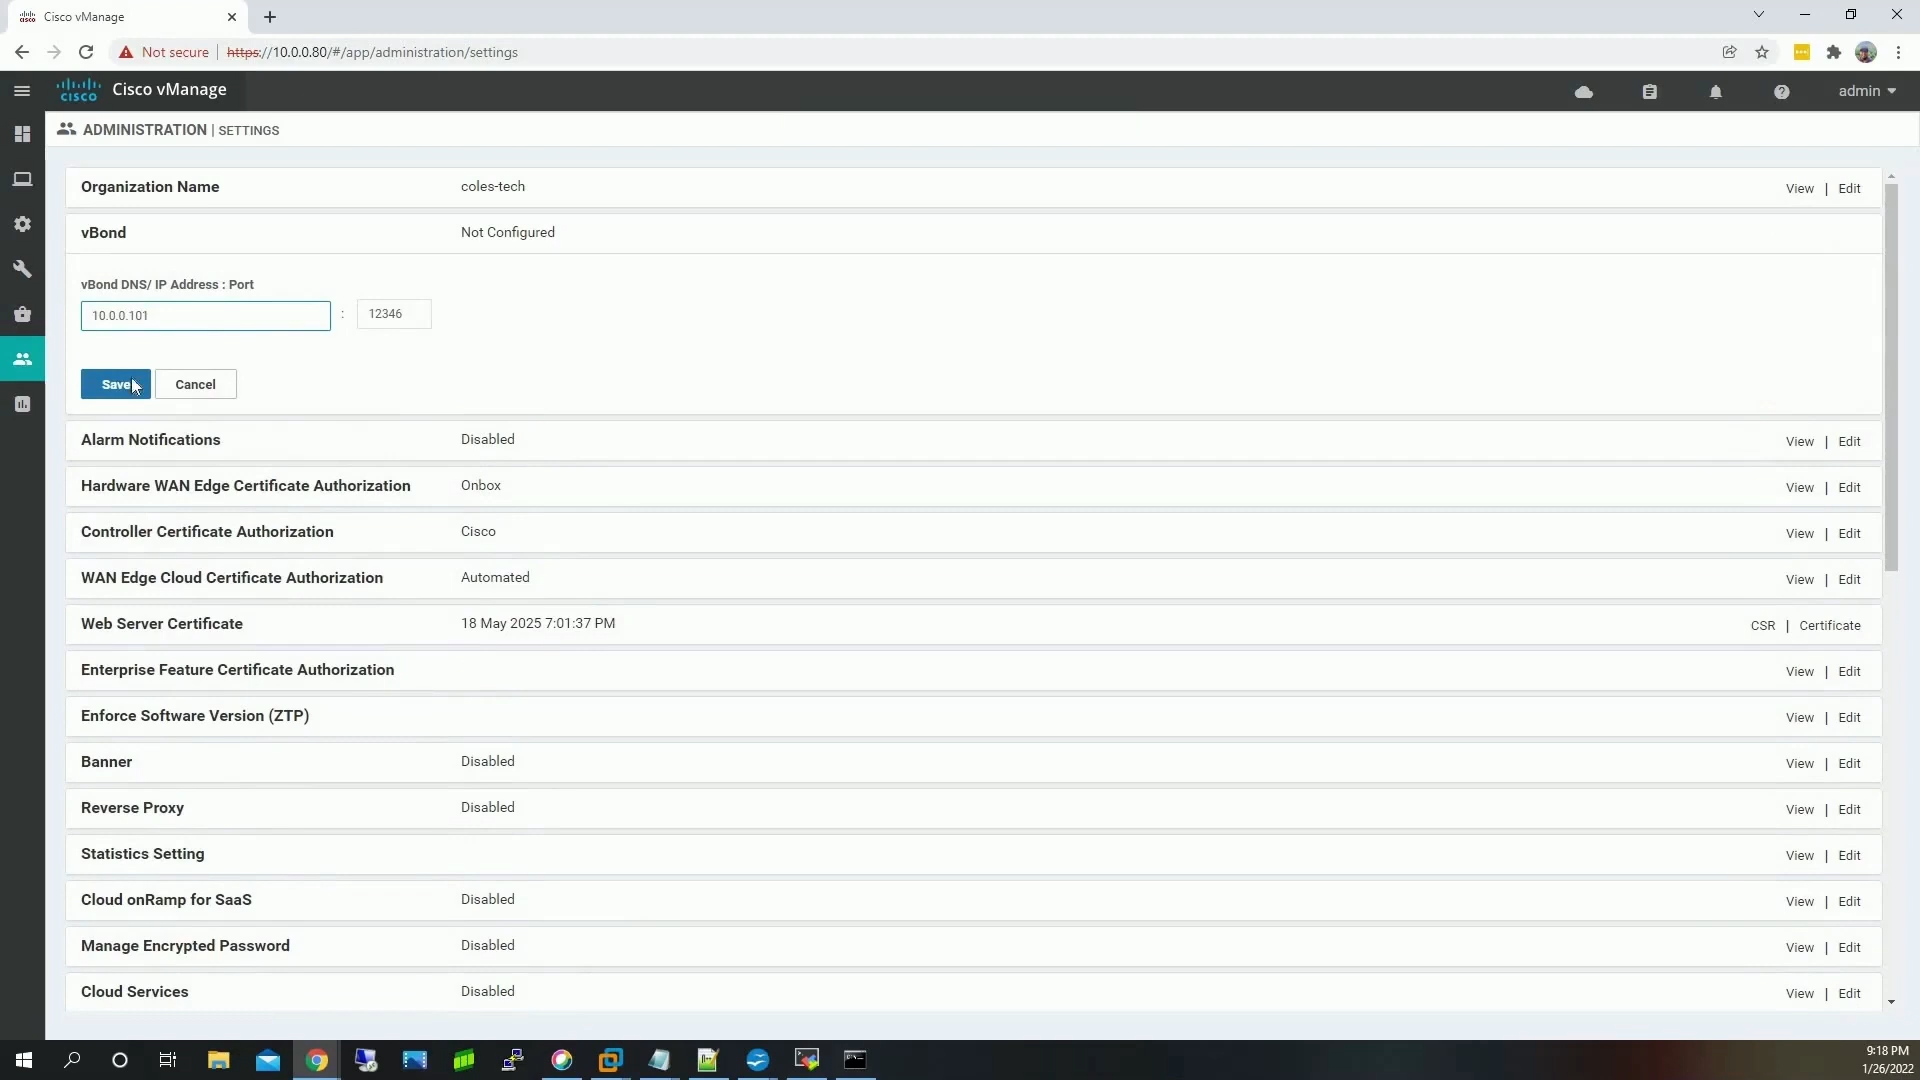 Cisco vManage
Not secure | https://10.0.0.80/#/app/administration/settings
CISCO Cisco vManage
admin
ADMINISTRATION | SETTINGS
Organization Name coles-tech View | Edit
vBond Not Configured
vBond DNS/ IP Address : Port
10.0.0.101 : 12346
Save Cancel
Alarm Notifications Disabled View | Edit
Hardware WAN Edge Certificate Authorization Onbox View | Edit
Controller Certificate Authorization Cisco View | Edit
WAN Edge Cloud Certificate Authorization Automated View | Edit
Web Server Certificate 18 May 2025 7:01:37 PM CSR | Certificate
Enterprise Feature Certificate Authorization View | Edit
Enforce Software Version (ZTP) View | Edit
Banner Disabled View | Edit
Reverse Proxy Disabled View | Edit
Statistics Setting View | Edit
Cloud onRamp for SaaS Disabled View | Edit
Manage Encrypted Password Disabled View | Edit
Cloud Services Disabled View | Edit
9:18 PM
1/26/2022